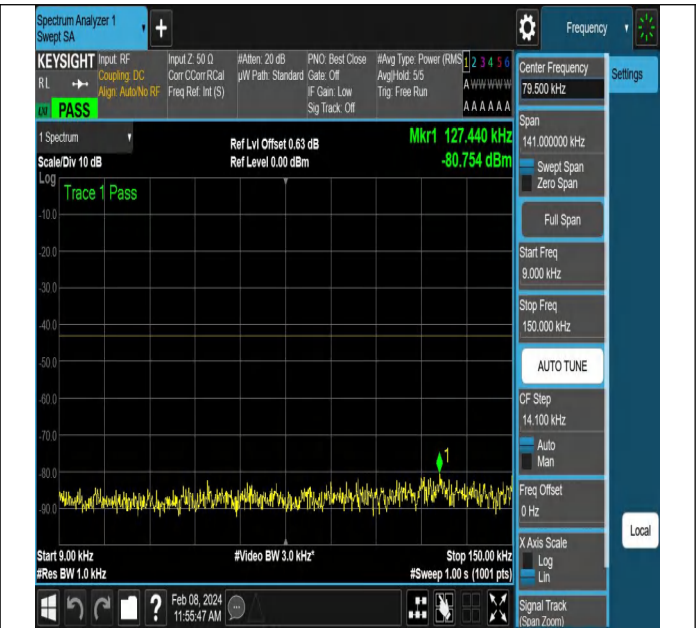 Spectrum Analyzer 1
Swept SA
+
Frequency
KEYSIGHT
RL
PASS
Input: RF
Coupling: DC
Align: Auto/No RF
Input Z: 50 Ω
Corr CCorr RCal
Freq Ref: Int (S)
#Atten: 20 dB
µW Path: Standard
PNO: Best Close
Gate: Off
IF Gain: Low
Sig Track: Off
#Avg Type: Power (RMS
Avg|Hold: 5/5
Trig: Free Run
1 2 3 4 5 6
A W W W W W
A A A A A A
1 Spectrum
Scale/Div 10 dB
Log
Ref Lvl Offset 0.63 dB
Ref Level 0.00 dBm
Mkr1 127.440 kHz
-80.754 dBm
Trace 1 Pass
-10.0
-20.0
-30.0
-40.0
-50.0
-60.0
-70.0
-80.0
-90.0
1
Start 9.00 kHz
#Res BW 1.0 kHz
#Video BW 3.0 kHz*
Stop 150.00 kHz
#Sweep 1.00 s (1001 pts)
?
Feb 08, 2024
11:55:47 AM
Center Frequency
79.500 kHz
Settings
Span
141.000000 kHz
Swept Span
Zero Span
Full Span
Start Freq
9.000 kHz
Stop Freq
150.000 kHz
AUTO TUNE
CF Step
14.100 kHz
Auto
Man
Freq Offset
0 Hz
X Axis Scale
Log
Lin
Local
Signal Track
(Span Zoom)